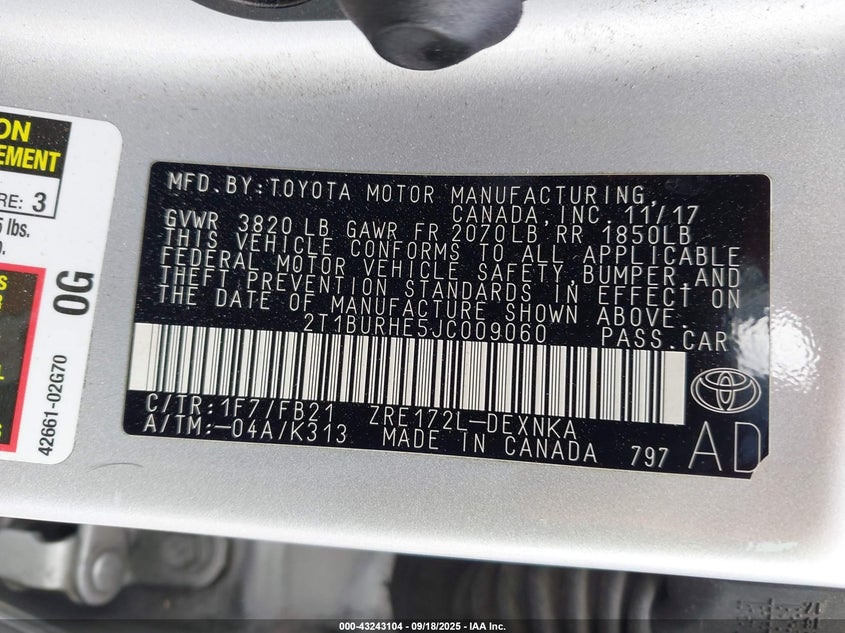 ON
EMENT
RE: 3
lbs.
0G
42661-02G70
MFD. BY: TOYOTA MOTOR MANUFACTURING,
CANADA, INC. 11/17
GVWR 3820 LB GAWR FR 2070LB, RR 1850LB
THIS VEHICLE CONFORMS TO ALL APPLICABLE
FEDERAL MOTOR VEHICLE SAFETY, BUMPER, AND
THEFT PREVENTION STANDARDS IN EFFECT ON
THE DATE OF MANUFACTURE SHOWN ABOVE.
2T1BURHE5JC009060 PASS. CAR
C/TR: 1F7/FB21 ZRE172L-DEXNKA
A/TM: -04A/K313 MADE IN CANADA 797 AD
000-43243104 - 09/18/2025 - IAA Inc.